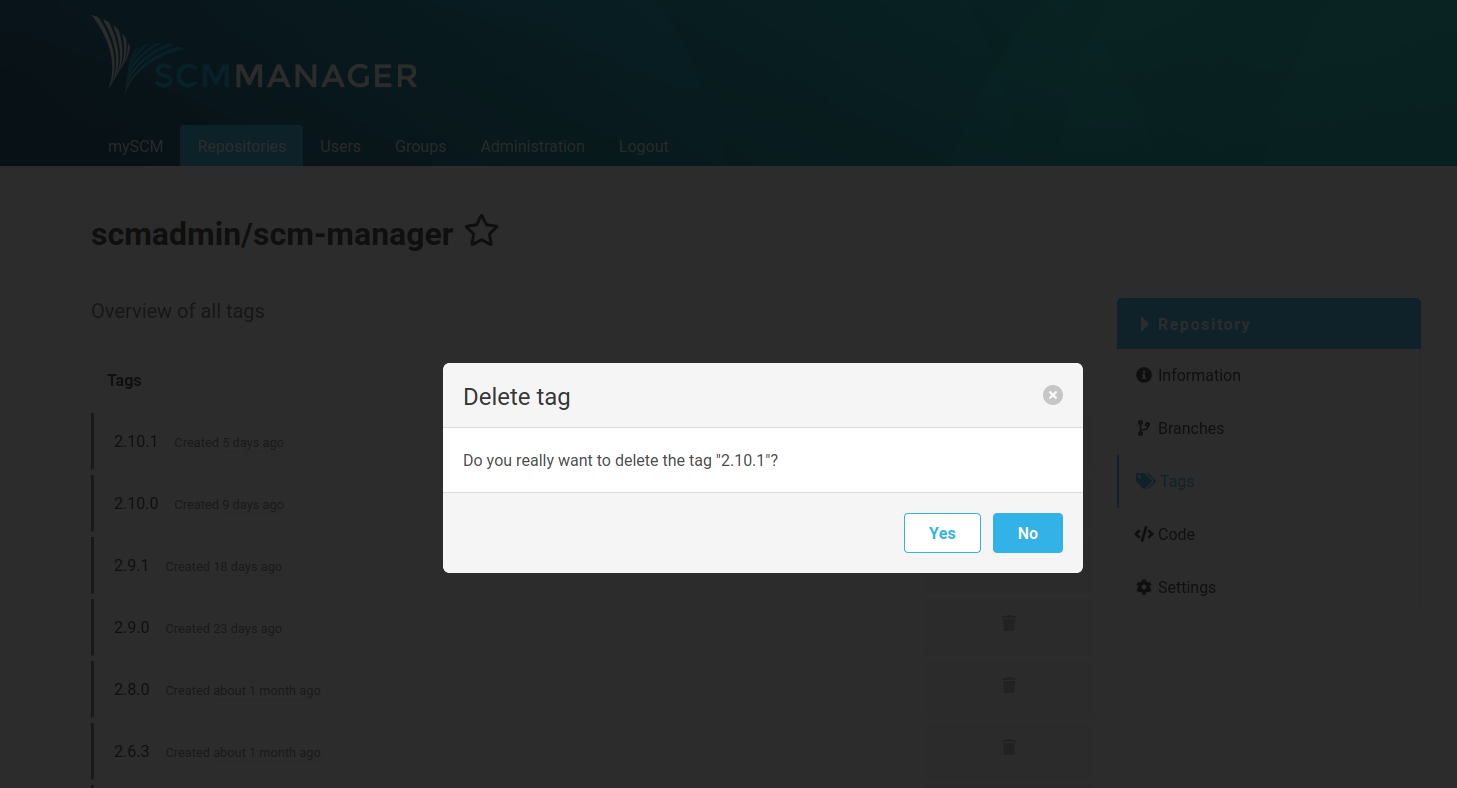 SCMMANAGER
mySCM Repositories Users Groups Administration Logout
scmadmin/scm-manager
Overview of all tags
Repository
Information
Branches
Tags
Code
Settings
Tags
2.10.1 Created 5 days ago
2.10.0 Created 9 days ago
2.9.1 Created 18 days ago
2.9.0 Created 23 days ago
2.8.0 Created about 1 month ago
2.6.3 Created about 1 month ago
Delete tag
Do you really want to delete the tag "2.10.1"?
Yes No